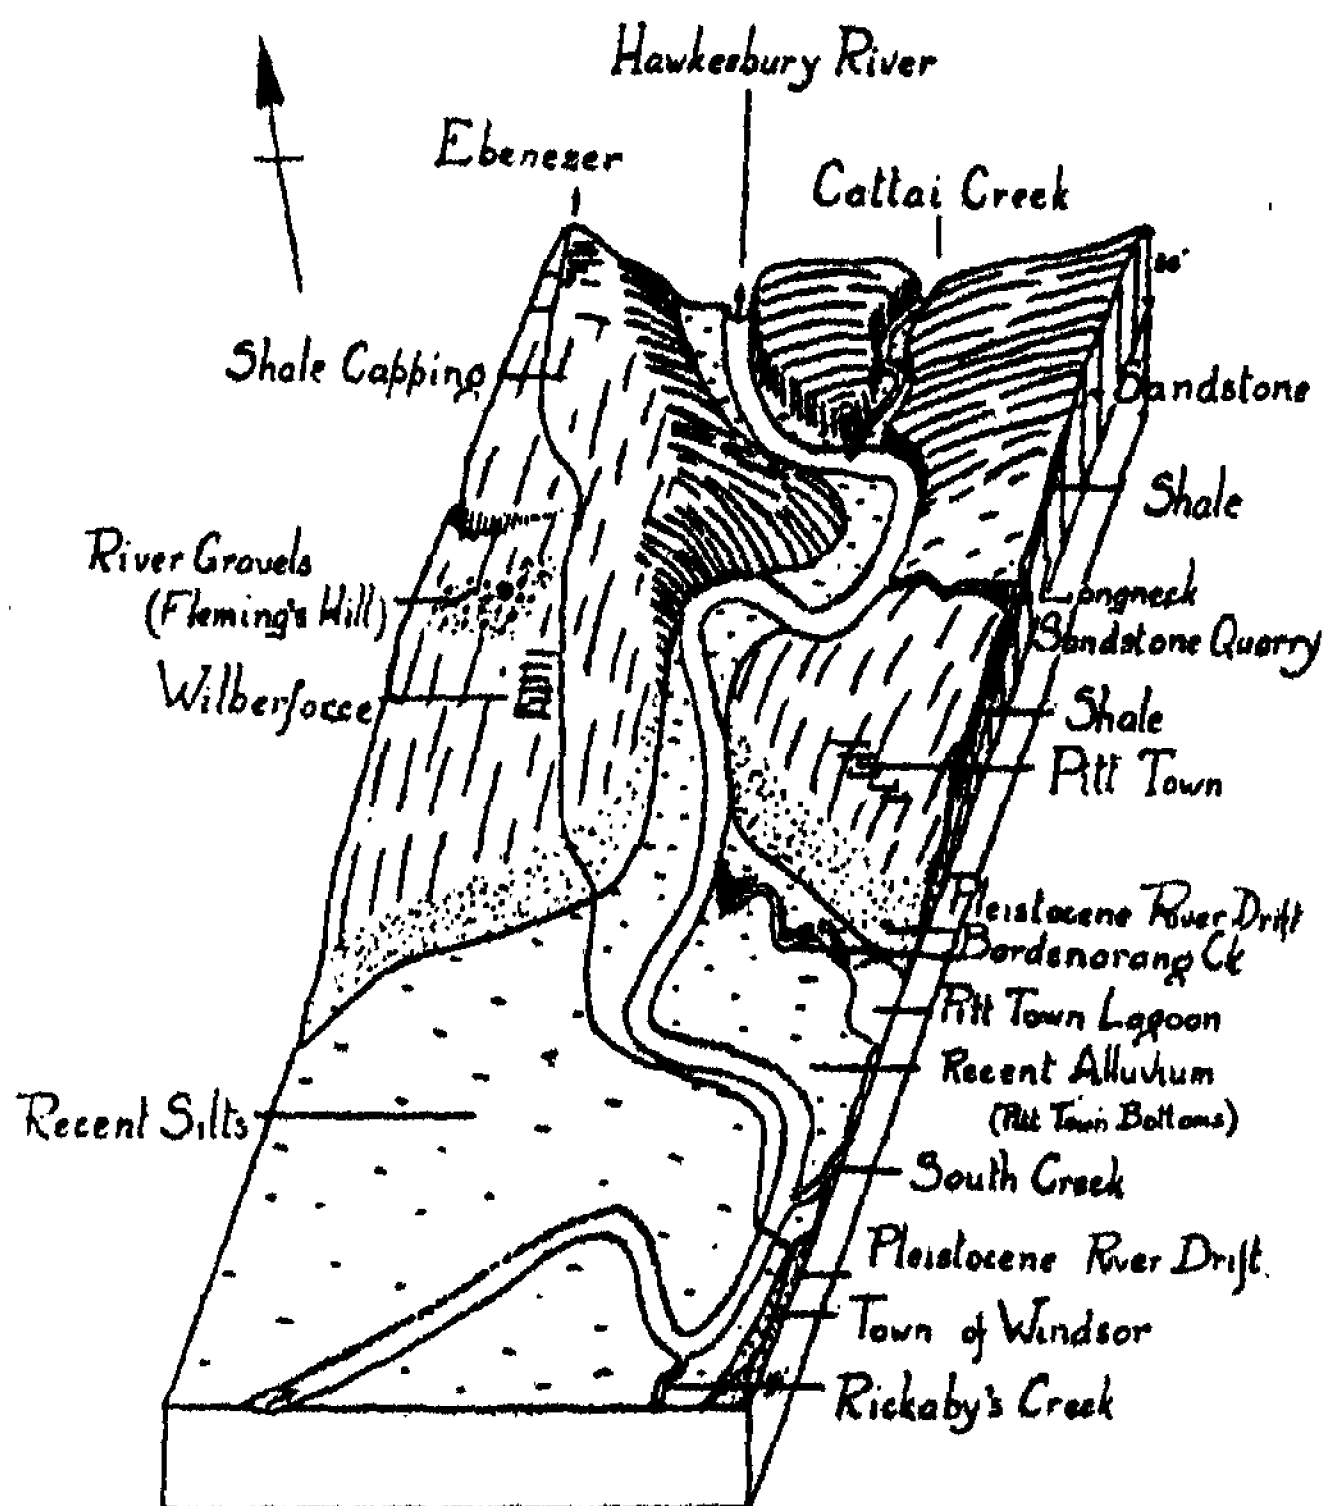 Hawkesbury River
Ebenezer
Cattai Creek
Shale Capping
Sandstone
Shale
River Gravels
(Fleming's Hill)
Longneck
Sandstone Quarry
Wilberforce
Shale
Pitt Town
Pleistocene River Drift
Bardenarang Ck
Pitt Town Lagoon
Recent Alluvium
(Pitt Town Bottoms)
Recent Silts
South Creek
Pleistocene River Drift
Town of Windsor
Rickaby's Creek